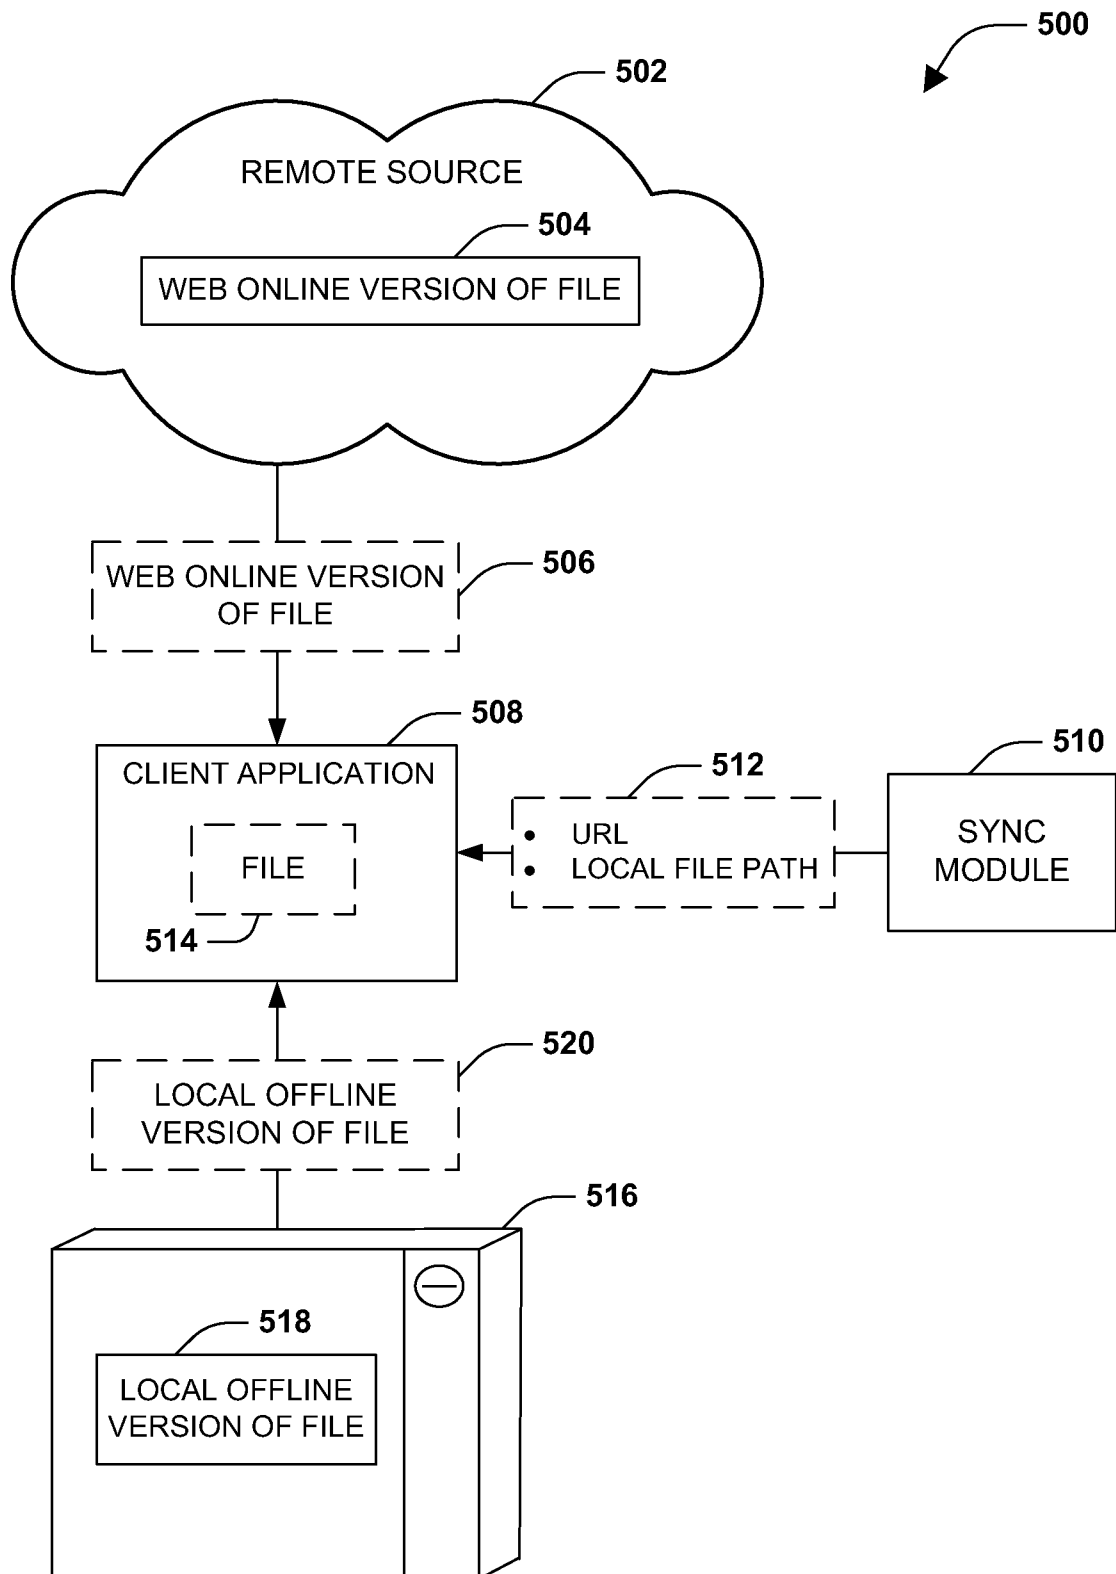 500
502
REMOTE SOURCE
504
WEB ONLINE VERSION OF FILE
506
WEB ONLINE VERSION
OF FILE
508
CLIENT APPLICATION
510
512
• URL
• LOCAL FILE PATH
SYNC
MODULE
FILE
514
520
LOCAL OFFLINE
VERSION OF FILE
516
518
LOCAL OFFLINE
VERSION OF FILE